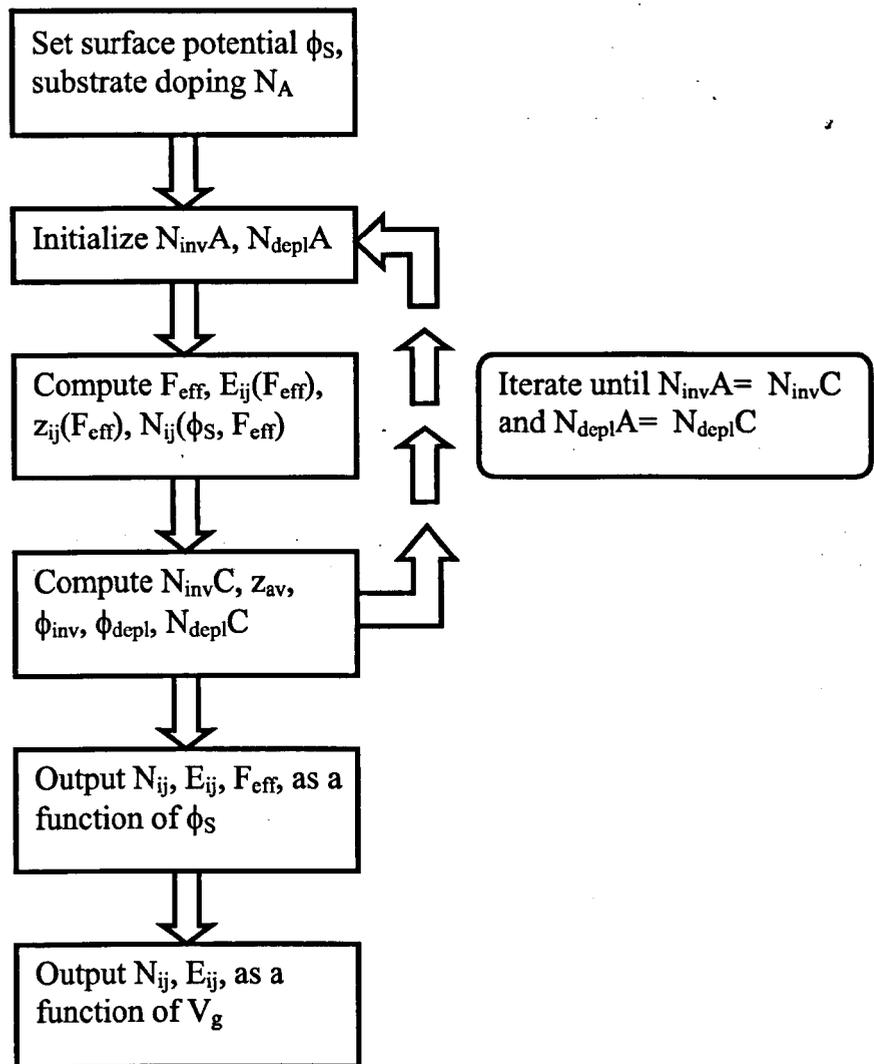 Set surface potential ϕS,
substrate doping NA
Initialize NinvA, NdeplA
Compute Feff, Eij(Feff),
zij(Feff), Nij(ϕS, Feff)
Iterate until NinvA= NinvC
and NdeplA= NdeplC
Compute NinvC, zav,
ϕinv, ϕdepl, NdeplC
Output Nij, Eij, Feff, as a
function of ϕS
Output Nij, Eij, as a
function of Vg